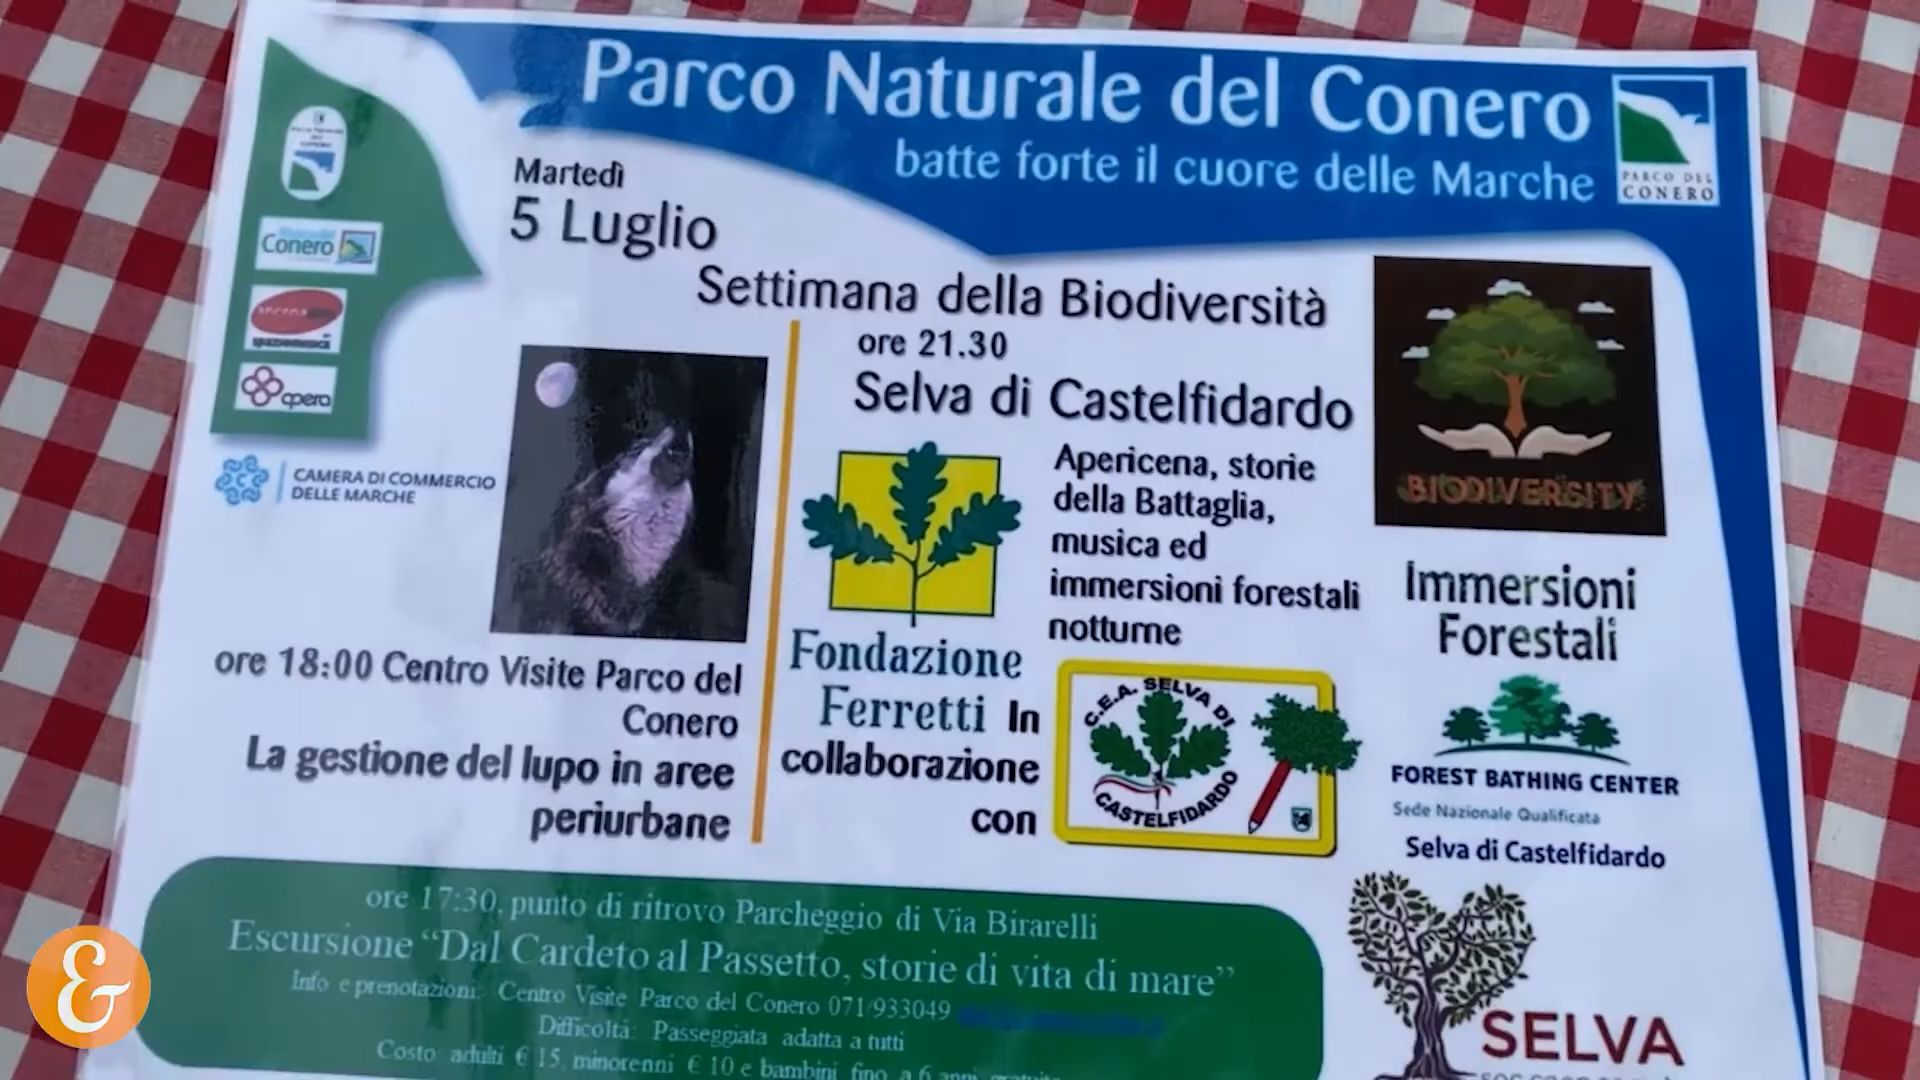 Parco Naturale del Conero
batte forte il cuore delle Marche
PARCO DEL
CONERO
Martedì
5 Luglio
Settimana della Biodiversità
ore 21.30
Selva di Castelfidardo
Conero
ancona
opera
CAMERA DI COMMERCIO
DELLE MARCHE
Apericena, storie
della Battaglia,
musica ed
immersioni forestali
notturne
BIODIVERSITY
ore 18:00 Centro Visite Parco del
Conero
La gestione del lupo in aree
periurbane
Fondazione
Ferretti In
collaborazione
con
C.E.A. SELVA DI
CASTELFIDARDO
Immersioni
Forestali
FOREST BATHING CENTER
Sede Nazionale Qualificata
Selva di Castelfidardo
SELVA
ore 17:30, punto di ritrovo Parcheggio di Via Birarelli
Escursione “Dal Cardeto al Passetto, storie di vita di mare”
Info e prenotazioni: Centro Visite Parco del Conero 071/933049
Difficoltà: Passeggiata adatta a tutti
Costo adulti € 15, minorenni € 10 e bambini fino a 6 anni
&